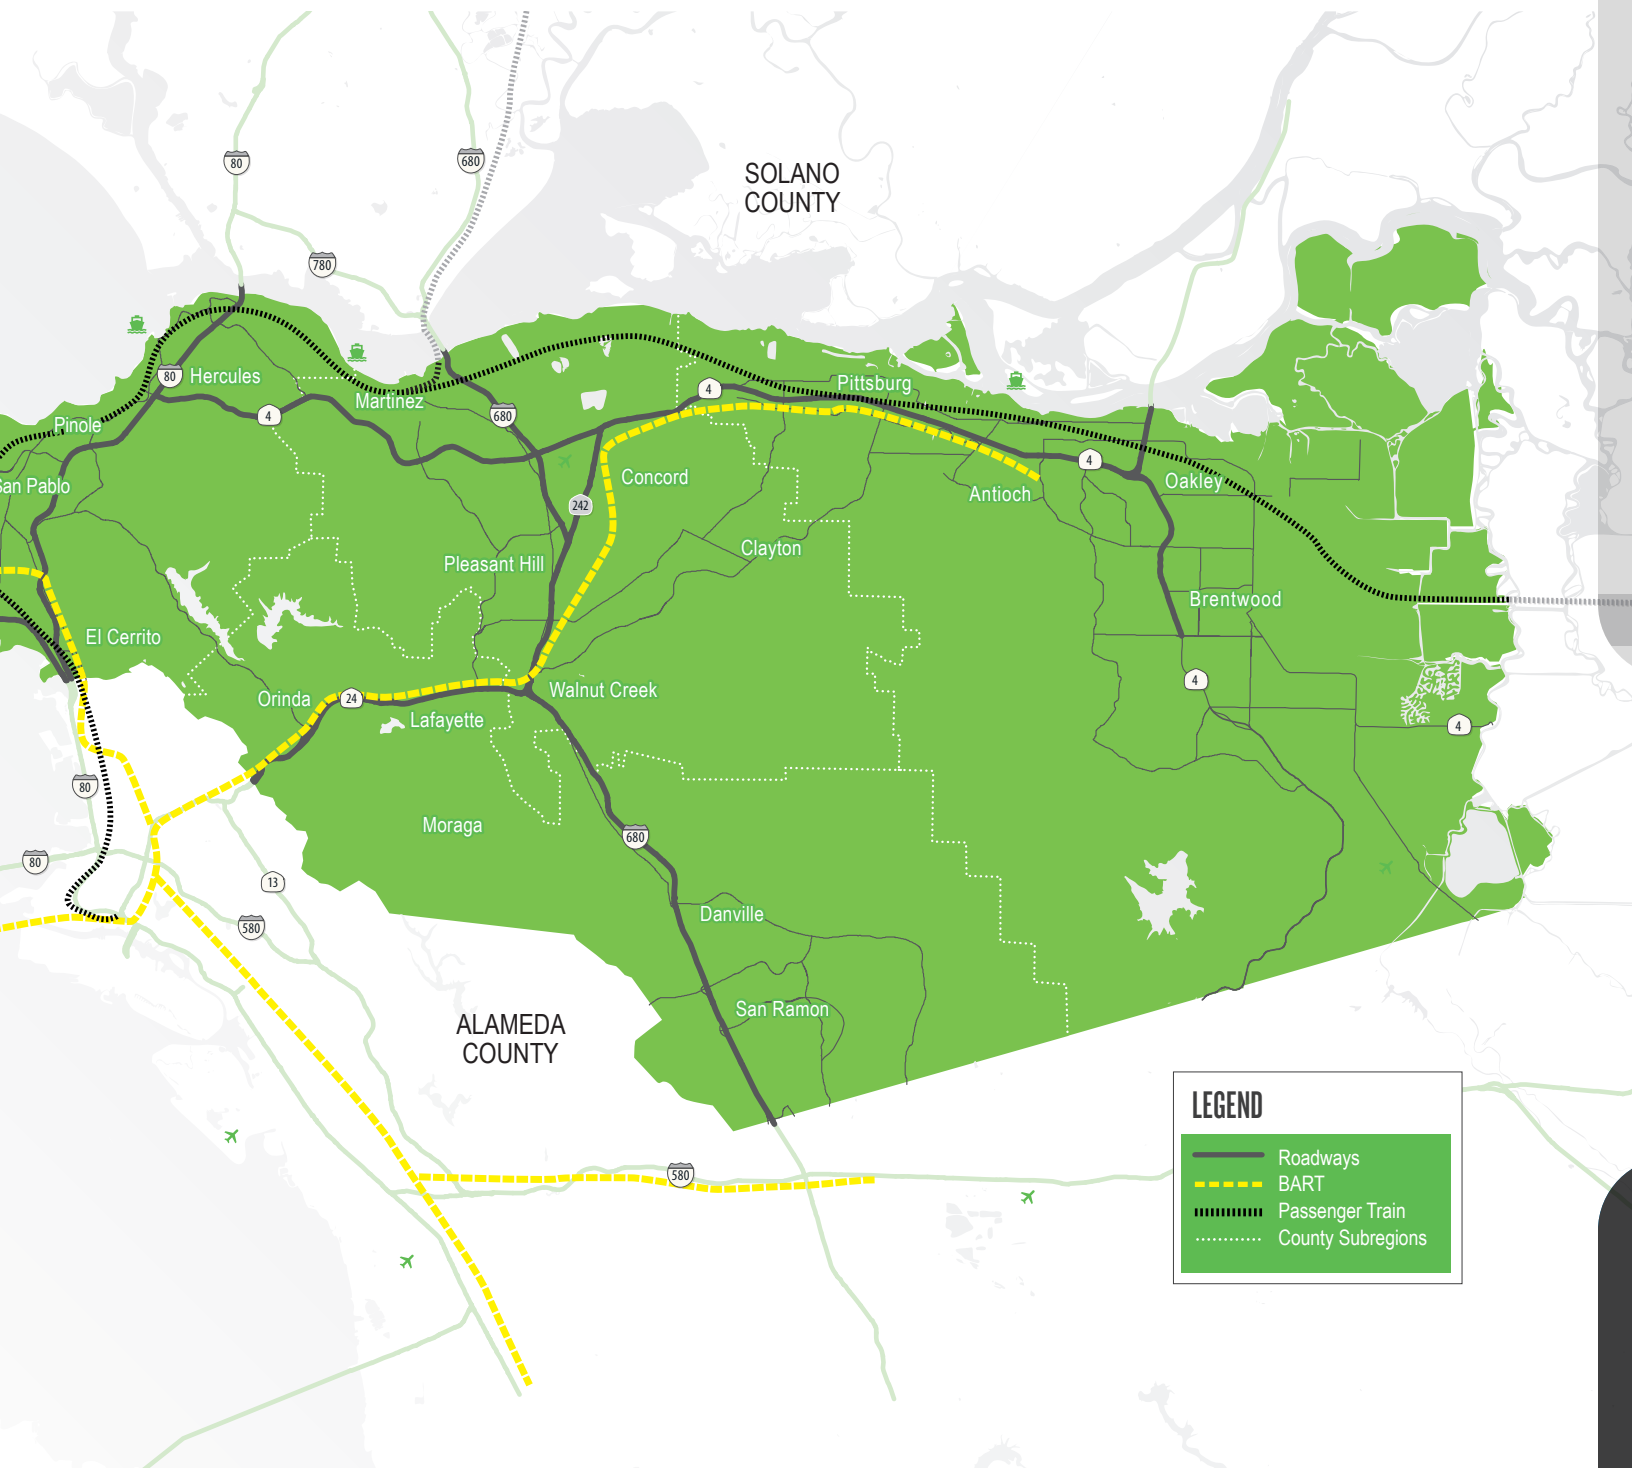 80
680
SOLANO
COUNTY
780
80
Hercules
4
Martinez
680
4
Pittsburg
Pinole
San Pablo
Concord
242
4
Antioch
Oakley
Pleasant Hill
Clayton
Brentwood
El Cerrito
Orinda
24
Lafayette
Walnut Creek
4
4
80
Moraga
680
80
13
580
Danville
San Ramon
ALAMEDA
COUNTY
580
LEGEND
Roadways
BART
Passenger Train
County Subregions